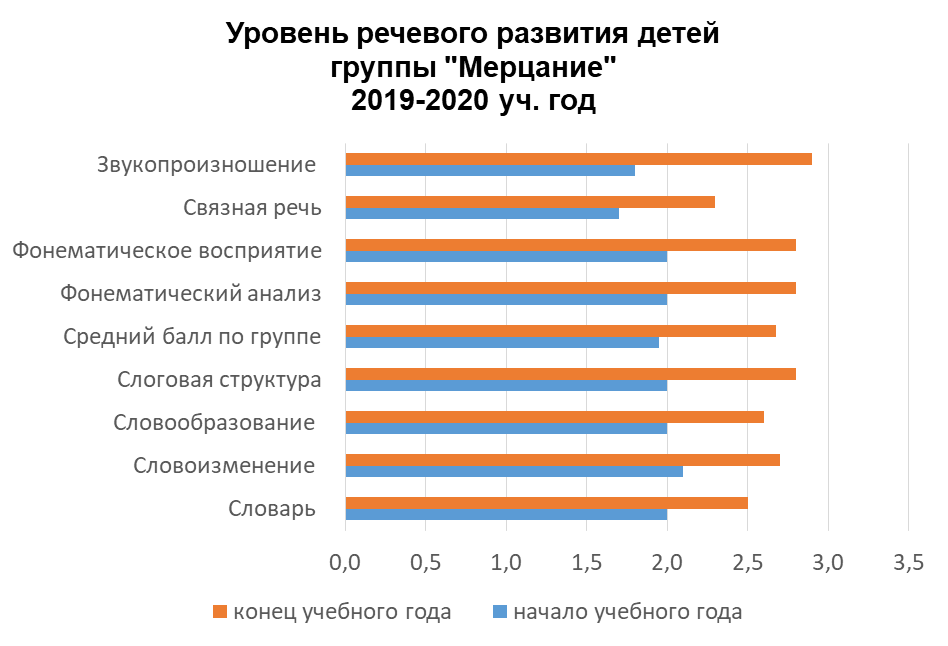 Уровень речевого развития детей
группы "Мерцание"
2019-2020 уч. год
Звукопроизношение
Связная речь
Фонематическое восприятие
Фонематический анализ
Средний балл по группе
Слоговая структура
Словообразование
Словоизменение
Словарь
0,0 0,5 1,0 1,5 2,0 2,5 3,0 3,5
конец учебного года начало учебного года